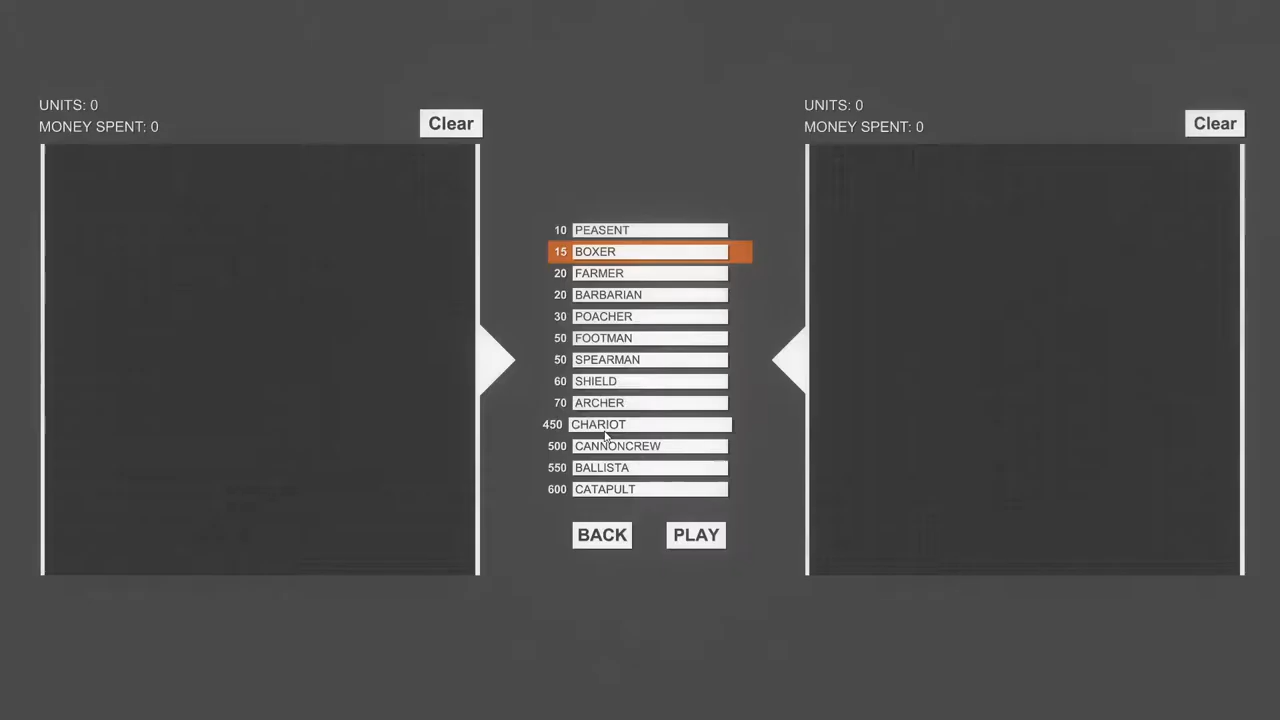 UNITS: 0
MONEY SPENT: 0
Clear
UNITS: 0
MONEY SPENT: 0
Clear
10 PEASENT
15 BOXER
20 FARMER
20 BARBARIAN
30 POACHER
50 FOOTMAN
50 SPEARMAN
60 SHIELD
70 ARCHER
450 CHARIOT
500 CANNONCREW
550 BALLISTA
600 CATAPULT
BACK PLAY